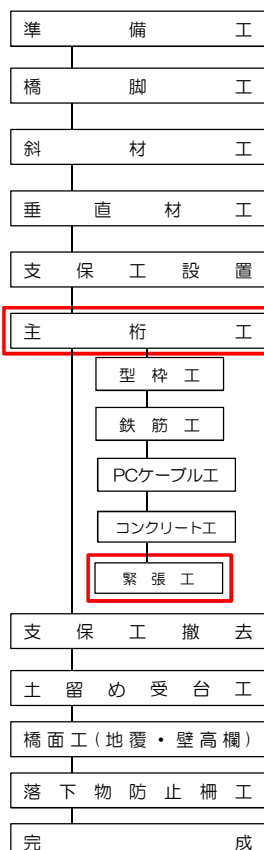 準備工
橋脚工
斜材工
垂直材工
支保工設置
主桁工
型枠工
鉄筋工
PCケーブル工
コンクリート工
緊張工
支保工撤去
土留め受台工
橋面工(地覆・壁高欄)
落下物防止柵工
完成